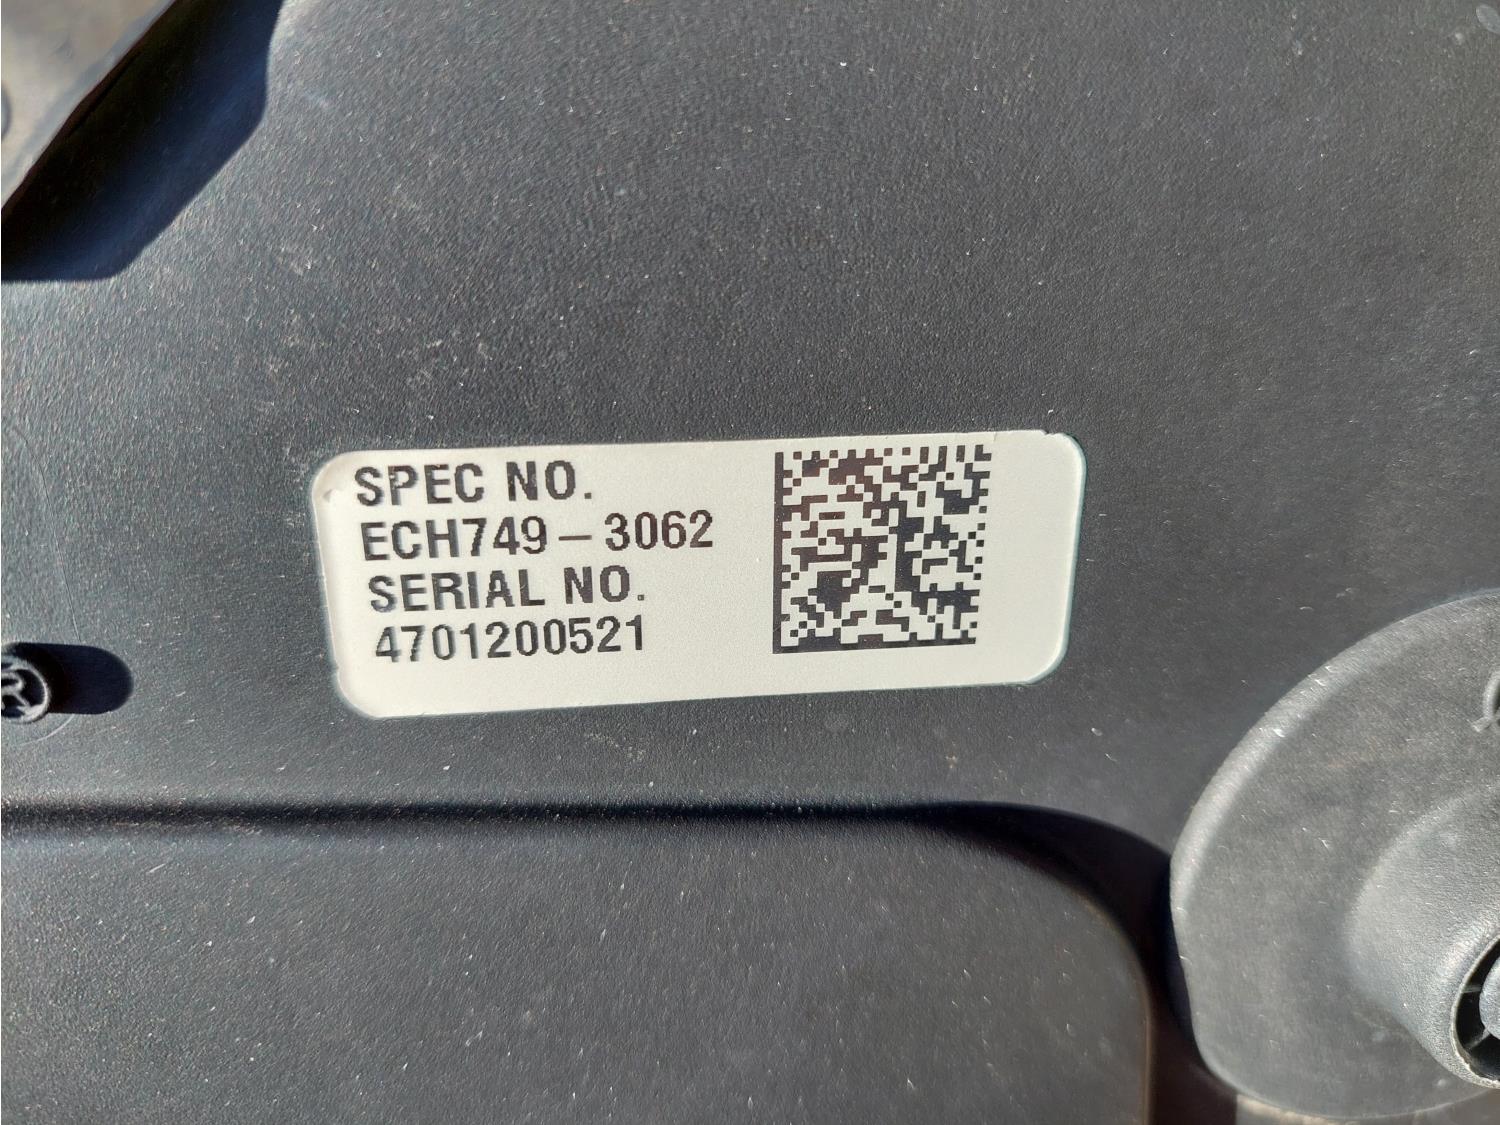 SPEC NO.
ECH749-3062
SERIAL NO.
4701200521